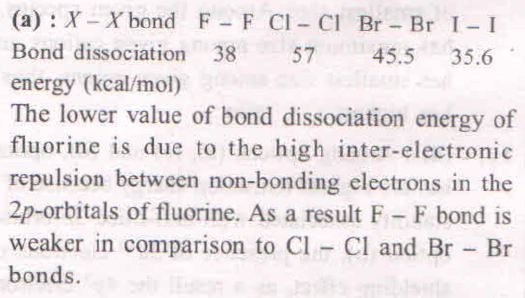 (a) : X – X bond F – F Cl – Cl Br – Br I – I
Bond dissociation 38 57 45.5 35.6
energy (kcal/mol)
The lower value of bond dissociation energy of
fluorine is due to the high inter-electronic
repulsion between non-bonding electrons in the
2p-orbitals of fluorine. As a result F – F bond is
weaker in comparison to Cl – Cl and Br – Br
bonds.